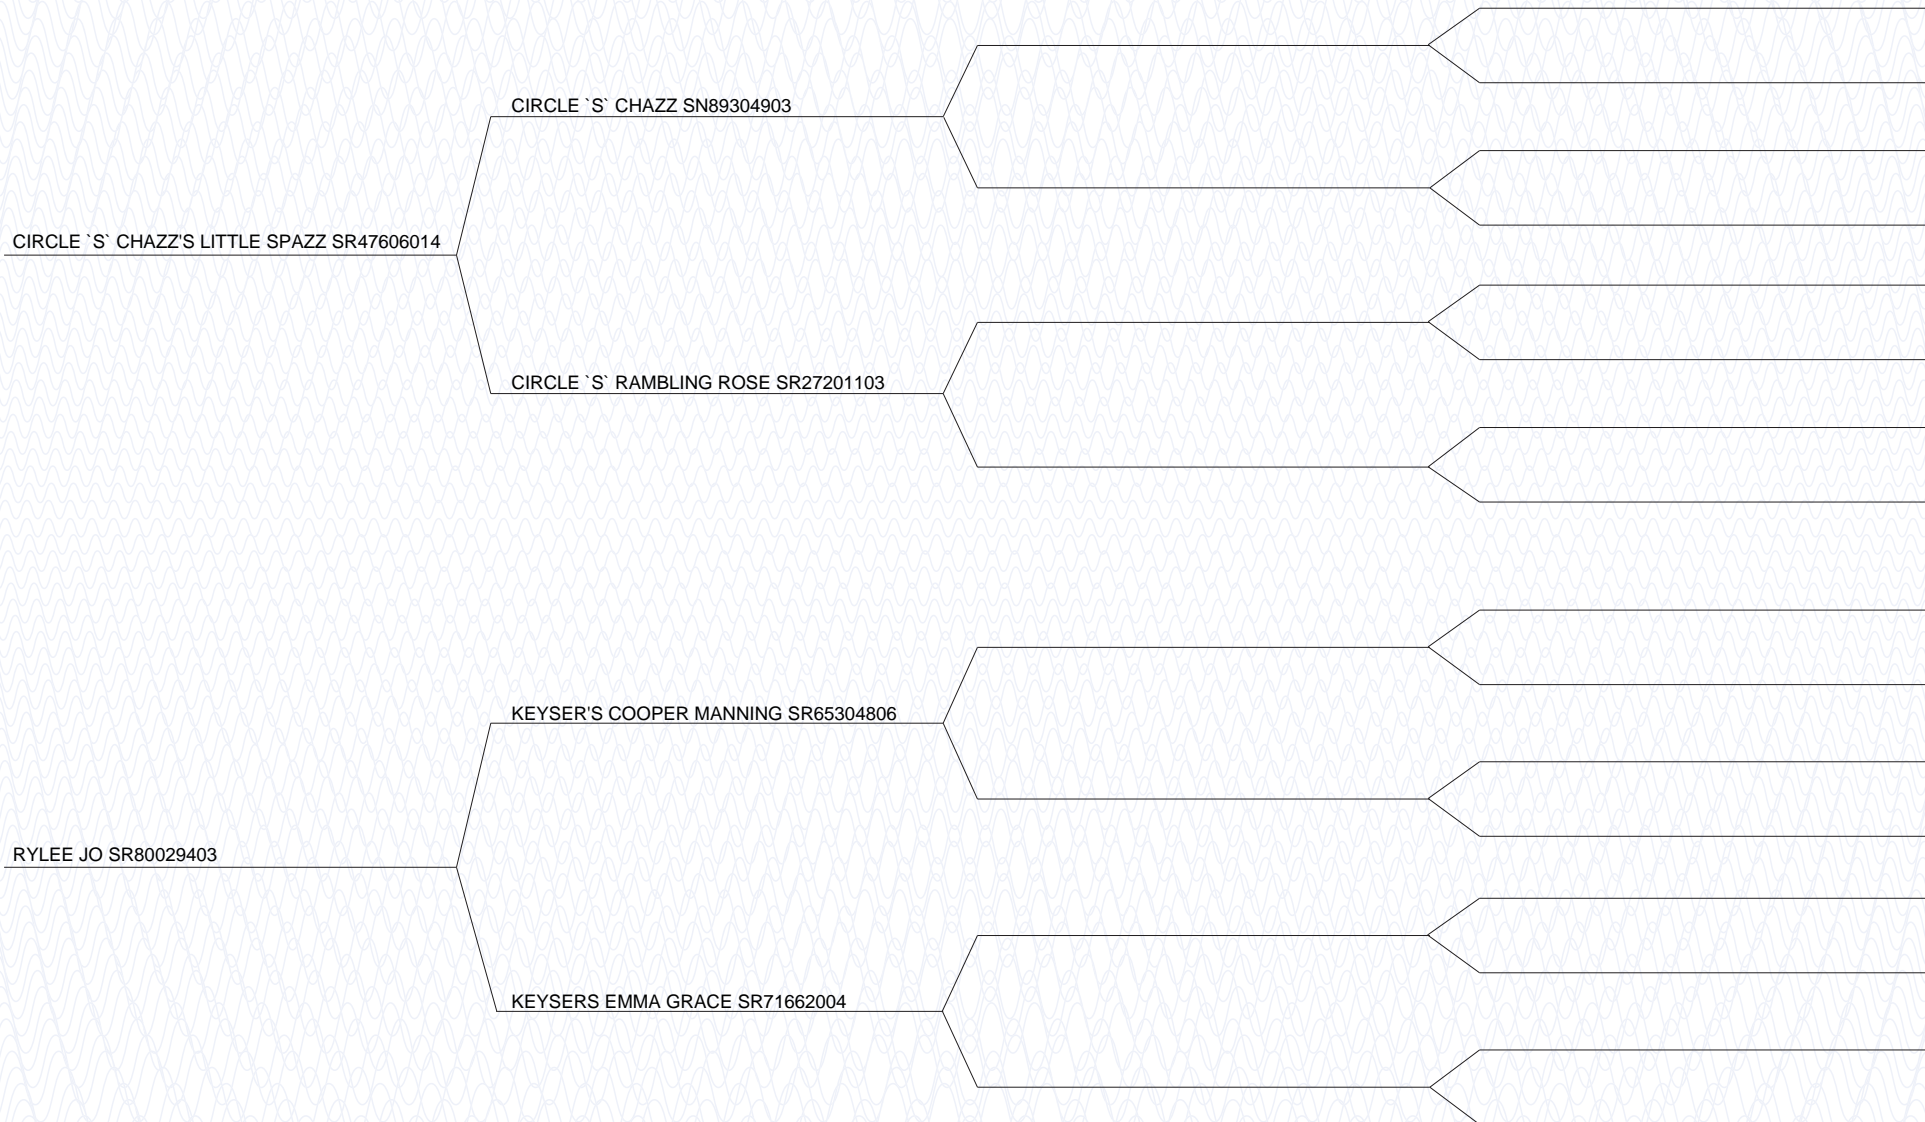 CIRCLE `S` CHAZZ SN89304903
CIRCLE `S` CHAZZ'S LITTLE SPAZZ SR47606014
CIRCLE `S` RAMBLING ROSE SR27201103
KEYSER'S COOPER MANNING SR65304806
RYLEE JO SR80029403
KEYSERS EMMA GRACE SR71662004